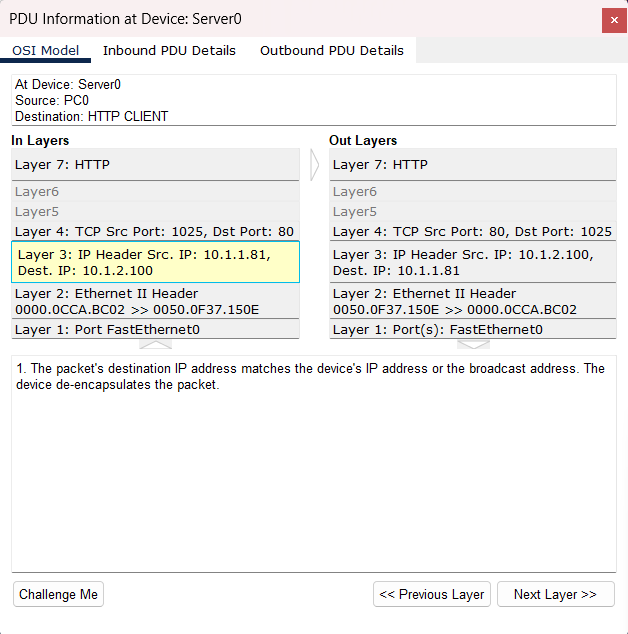 PDU Information at Device: Server0
OSI Model Inbound PDU Details Outbound PDU Details
At Device: Server0
Source: PC0
Destination: HTTP CLIENT
In Layers
Layer 7: HTTP
Layer6
Layer5
Layer 4: TCP Src Port: 1025, Dst Port: 80
Layer 3: IP Header Src. IP: 10.1.1.81,
Dest. IP: 10.1.2.100
Layer 2: Ethernet II Header
0000.0CCA.BC02 >> 0050.0F37.150E
Layer 1: Port FastEthernet0
Out Layers
Layer 7: HTTP
Layer6
Layer5
Layer 4: TCP Src Port: 80, Dst Port: 1025
Layer 3: IP Header Src. IP: 10.1.2.100,
Dest. IP: 10.1.1.81
Layer 2: Ethernet II Header
0050.0F37.150E >> 0000.0CCA.BC02
Layer 1: Port(s): FastEthernet0
1. The packet's destination IP address matches the device's IP address or the broadcast address. The
device de-encapsulates the packet.
Challenge Me << Previous Layer Next Layer >>